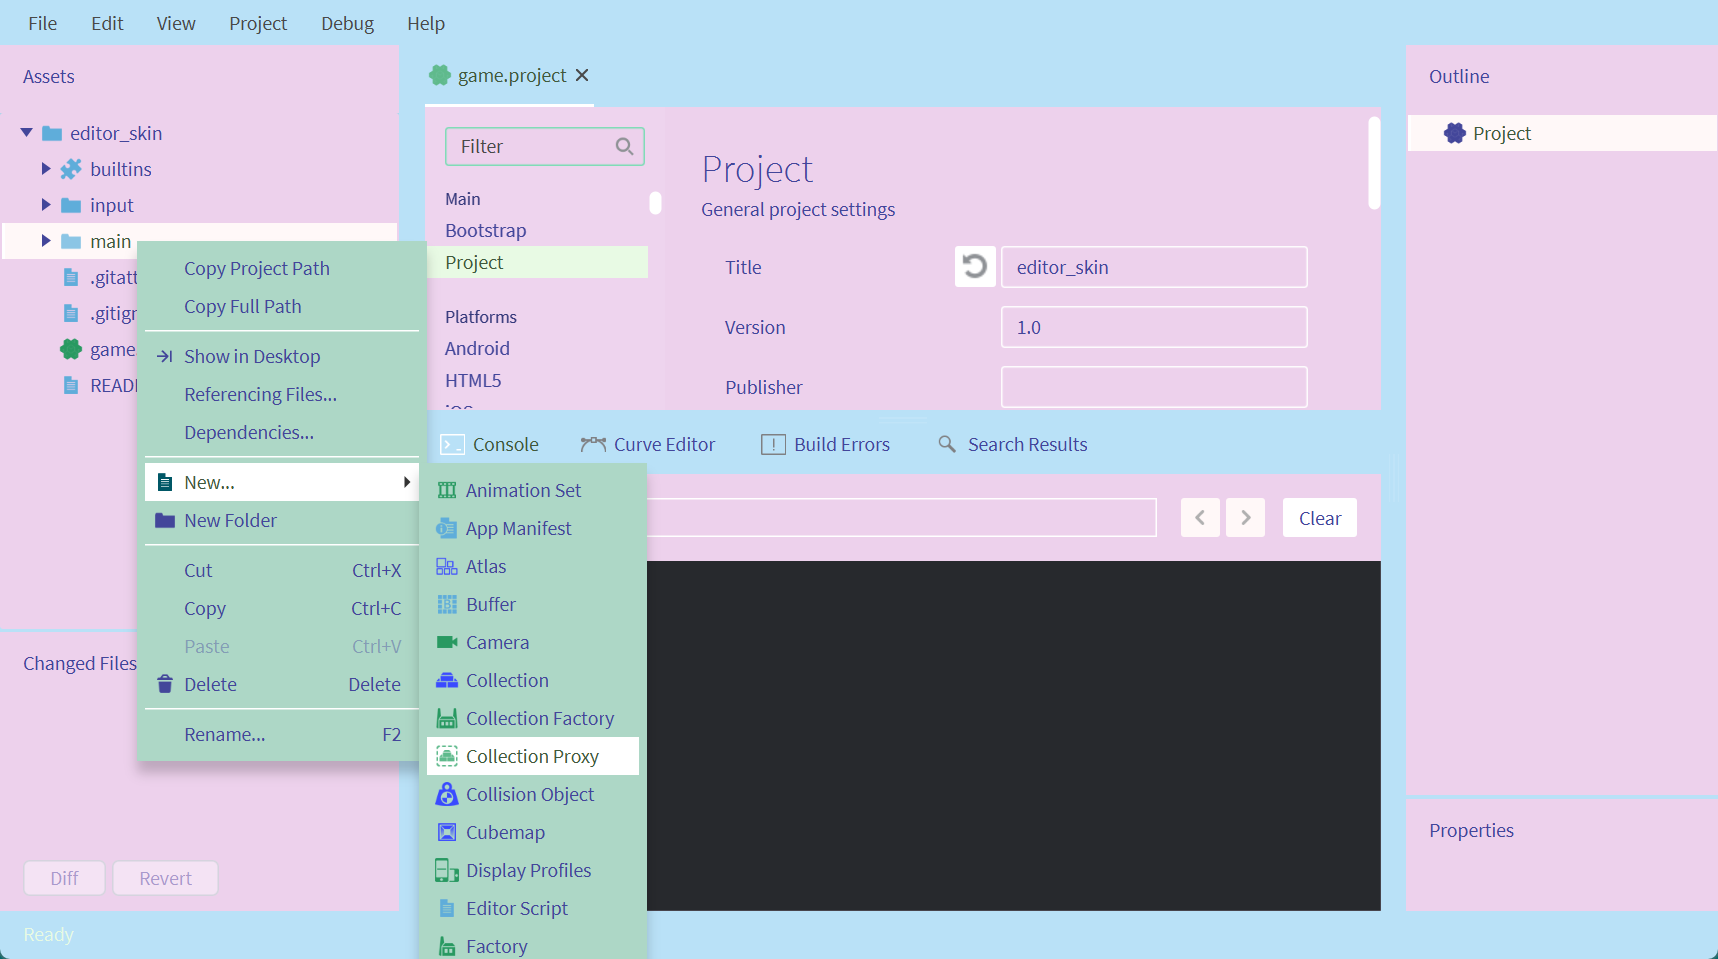 File Edit View Project Debug Help
Assets
editor_skin
builtins
input
main
.gitatt
.gitigr
game.
READ
Changed Files
Diff Revert
Ready
Copy Project Path
Copy Full Path
Show in Desktop
Referencing Files...
Dependencies...
New...
New Folder
Cut Ctrl+X
Copy Ctrl+C
Paste Ctrl+V
Delete Delete
Rename... F2
Animation Set
App Manifest
Atlas
Buffer
Camera
Collection
Collection Factory
Collection Proxy
Collision Object
Cubemap
Display Profiles
Editor Script
Factory
game.project
Filter
Main
Bootstrap
Project
Platforms
Android
HTML5
Project
General project settings
Title editor_skin
Version 1.0
Publisher
Console Curve Editor Build Errors Search Results
Clear
Outline
Project
Properties